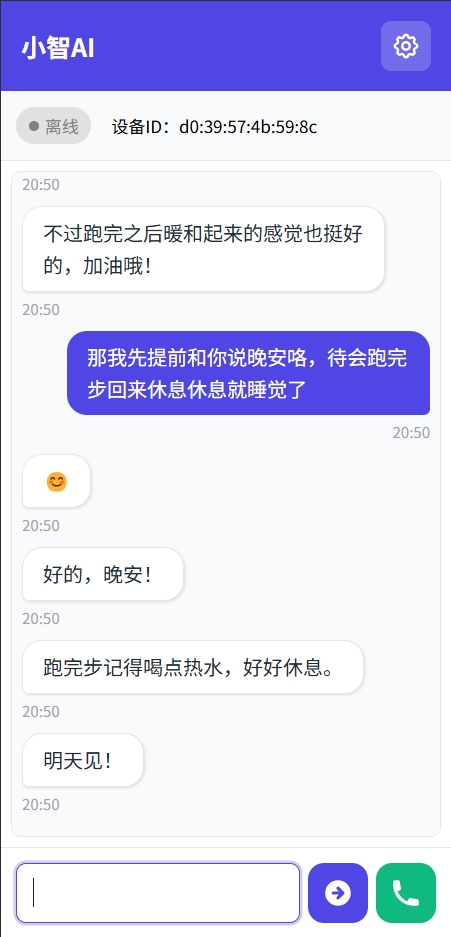 小智AI
离线
设备ID：d0:39:57:4b:59:8c
20:50
不过跑完之后暖和起来的感觉也挺好
的，加油哦！
20:50
那我先提前和你说晚安咯，待会跑完
步回来休息休息就睡觉了
20:50
😊
20:50
好的，晚安！
20:50
跑完步记得喝点热水，好好休息。
20:50
明天见！
20:50